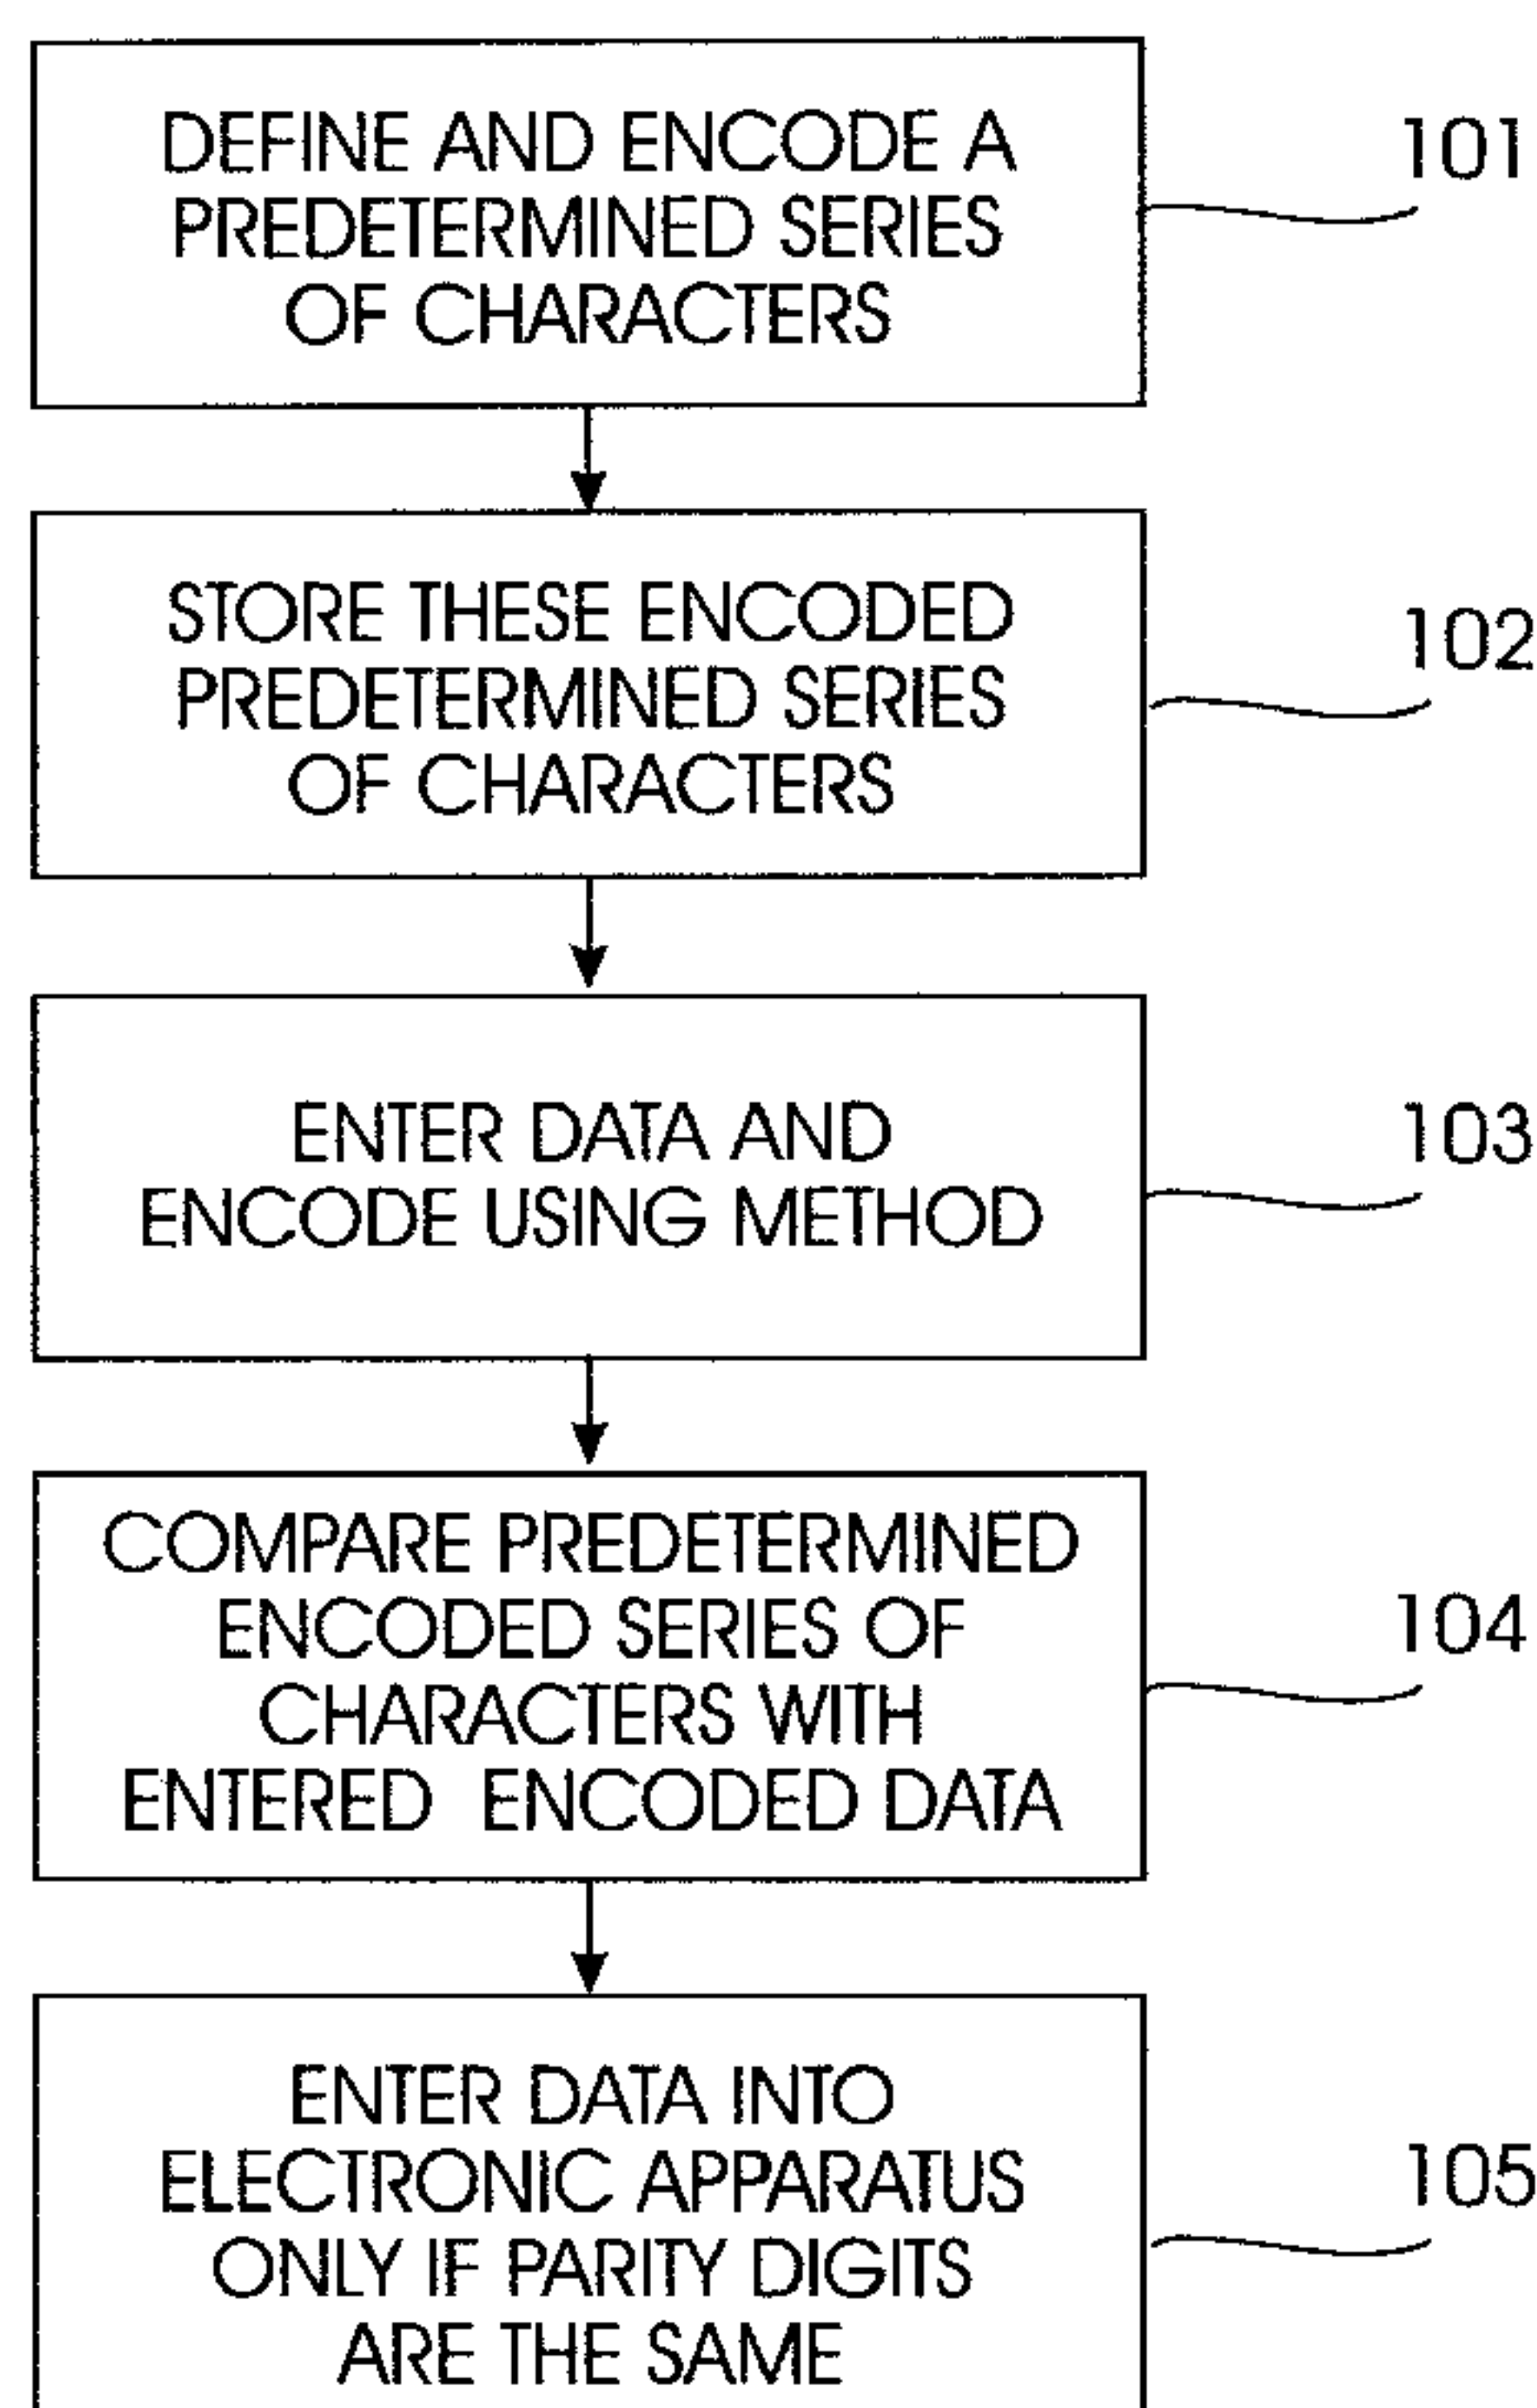 DEFINE AND ENCODE A
PREDETERMINED SERIES
OF CHARACTERS
101
STORE THESE ENCODED
PREDETERMINED SERIES
OF CHARACTERS
102
ENTER DATA AND
ENCODE USING METHOD
103
COMPARE PREDETERMINED
ENCODED SERIES OF
CHARACTERS WITH
ENTERED ENCODED DATA
104
ENTER DATA INTO
ELECTRONIC APPARATUS
ONLY IF PARITY DIGITS
ARE THE SAME
105